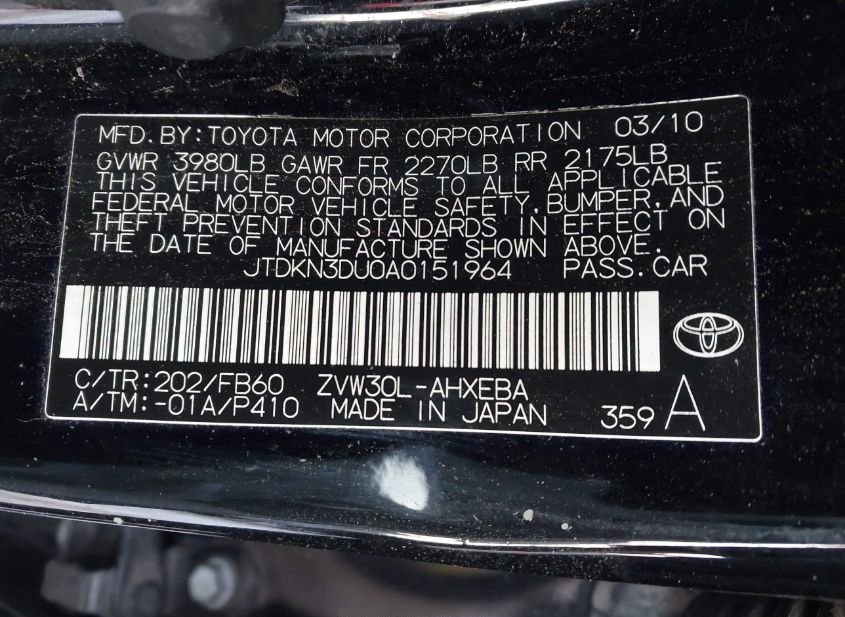 MFD. BY: TOYOTA MOTOR CORPORATION 03/10
GVWR 3980LB GAWR FR 2270LB RR 2175LB
THIS VEHICLE CONFORMS TO ALL APPLICABLE
FEDERAL MOTOR VEHICLE SAFETY, BUMPER, AND
THEFT PREVENTION STANDARDS IN EFFECT ON
THE DATE OF MANUFACTURE SHOWN ABOVE.
JTDKN3DU0A0151964 PASS. CAR
C/TR: 202/FB60 ZVW30L-AHXEBA
A/TM: -01A/P410 MADE IN JAPAN 359 A